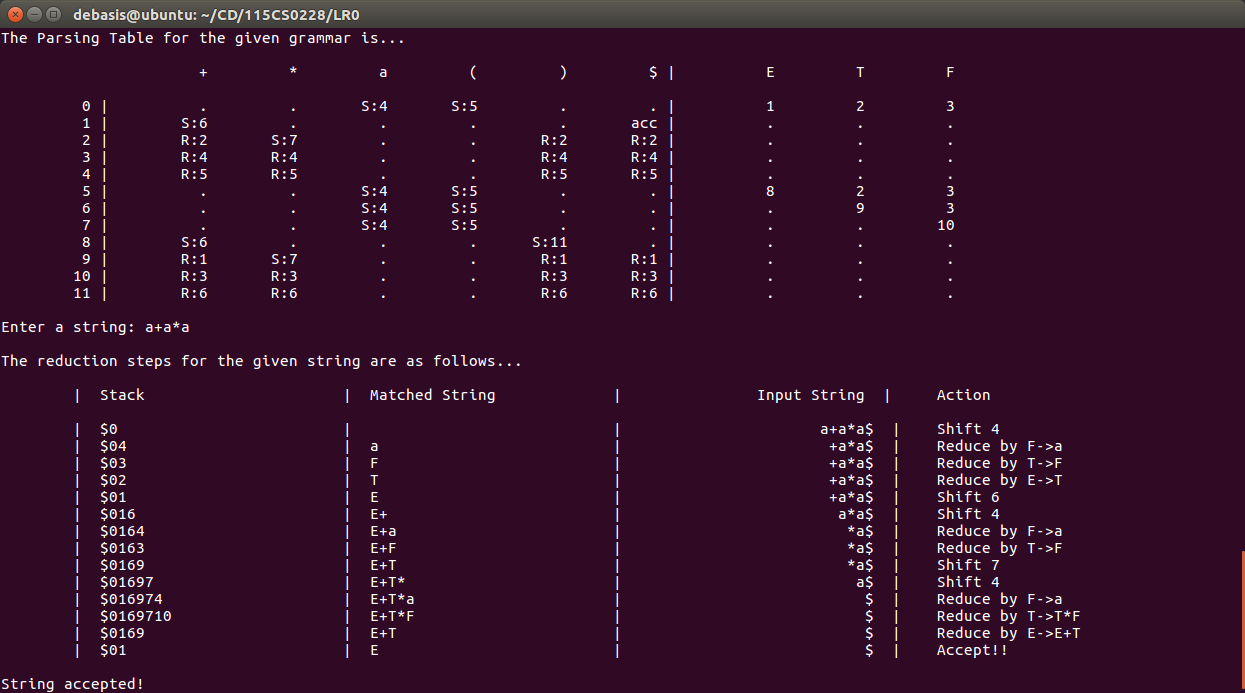 debasis@ubuntu: ~/CD/115CS0228/LR0
The Parsing Table for the given grammar is...
+ * a ( ) $ | E T F
0 | . . S:4 S:5 . . | 1 2 3
1 | S:6 . . . . acc | . . .
2 | R:2 S:7 . . R:2 R:2 | . . .
3 | R:4 R:4 . . R:4 R:4 | . . .
4 | R:5 R:5 . . R:5 R:5 | . . .
5 | . . S:4 S:5 . . | 8 2 3
6 | . . S:4 S:5 . . | . 9 3
7 | . . S:4 S:5 . . | . . 10
8 | S:6 . . . S:11 . | . . .
9 | R:1 S:7 . . R:1 R:1 | . . .
10 | R:3 R:3 . . R:3 R:3 | . . .
11 | R:6 R:6 . . R:6 R:6 | . . .
Enter a string: a+a*a
The reduction steps for the given string are as follows...
| Stack | Matched String | Input String | Action
| $0 | | a+a*a$ | Shift 4
| $04 | a | +a*a$ | Reduce by F->a
| $03 | F | +a*a$ | Reduce by T->F
| $02 | T | +a*a$ | Reduce by E->T
| $01 | E | +a*a$ | Shift 6
| $016 | E+ | a*a$ | Shift 4
| $0164 | E+a | *a$ | Reduce by F->a
| $0163 | E+F | *a$ | Reduce by T->F
| $0169 | E+T | *a$ | Shift 7
| $01697 | E+T* | a$ | Shift 4
| $016974 | E+T*a | $ | Reduce by F->a
| $0169710 | E+T*F | $ | Reduce by T->T*F
| $0169 | E+T | $ | Reduce by E->E+T
| $01 | E | $ | Accept!!
String accepted!